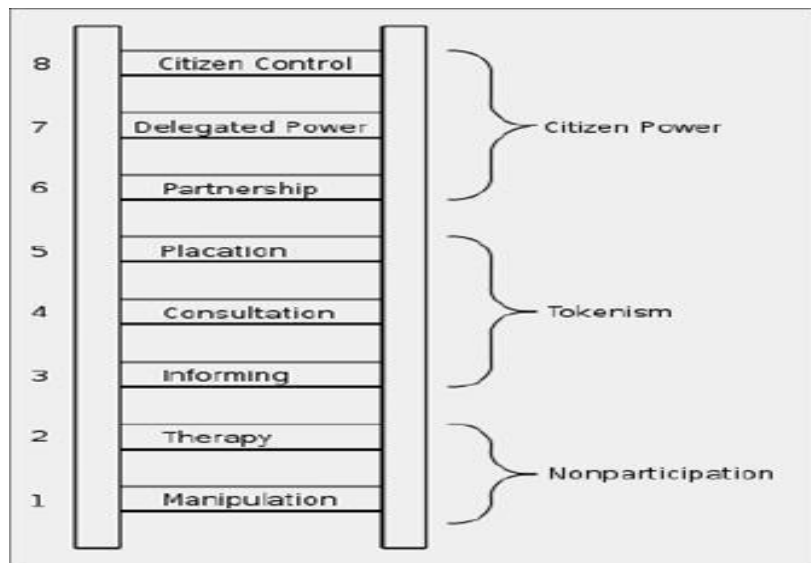 8 Citizen Control
7 Delegated Power
Citizen Power
6 Partnership
5 Placation
4 Consultation
Tokenism
3 Informing
2 Therapy
Nonparticipation
1 Manipulation